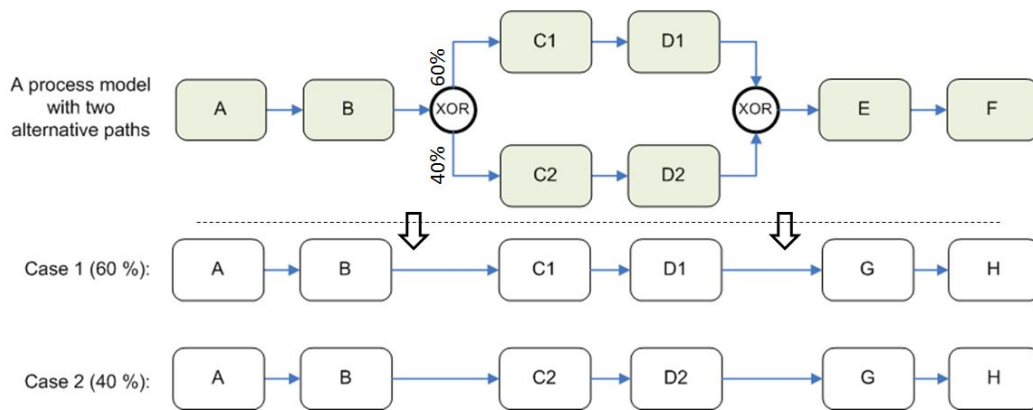 C1
D1
60%
A process model
with two
alternative paths
A
B
XOR
XOR
E
F
40%
C2
D2
Case 1 (60 %):
A
B
C1
D1
G
H
Case 2 (40 %):
A
B
C2
D2
G
H